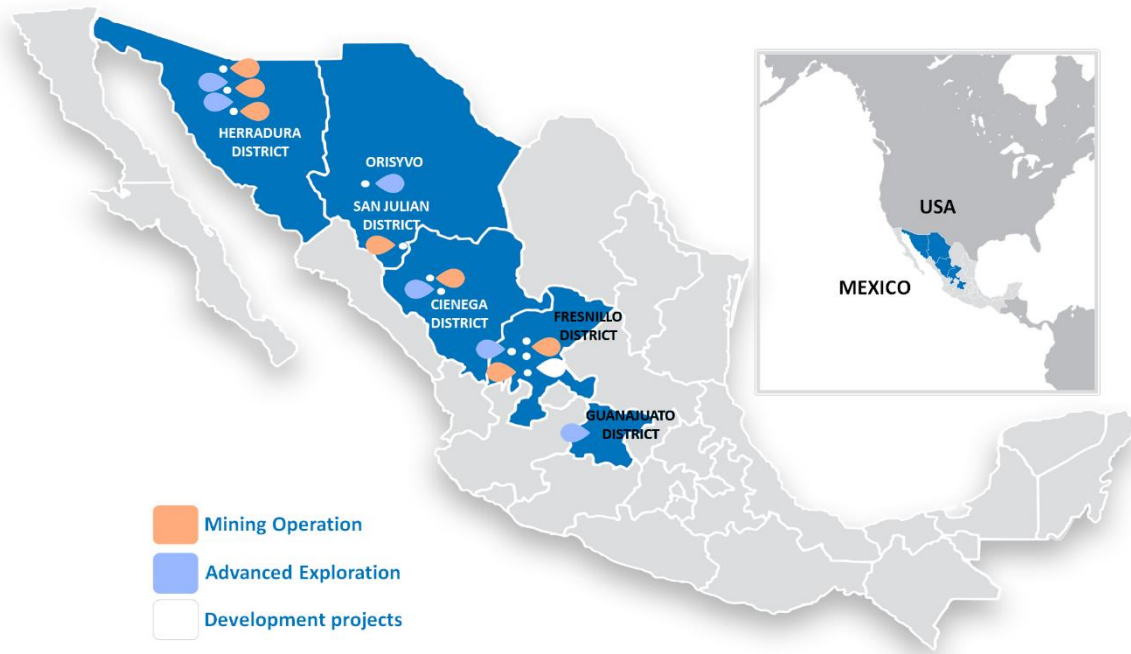 HERRADURA
DISTRICT
ORISYVO
SAN JULIAN
DISTRICT
CIENEGA
DISTRICT
FRESNILLO
DISTRICT
GUANAJUATO
DISTRICT
USA
MEXICO
Mining Operation
Advanced Exploration
Development projects